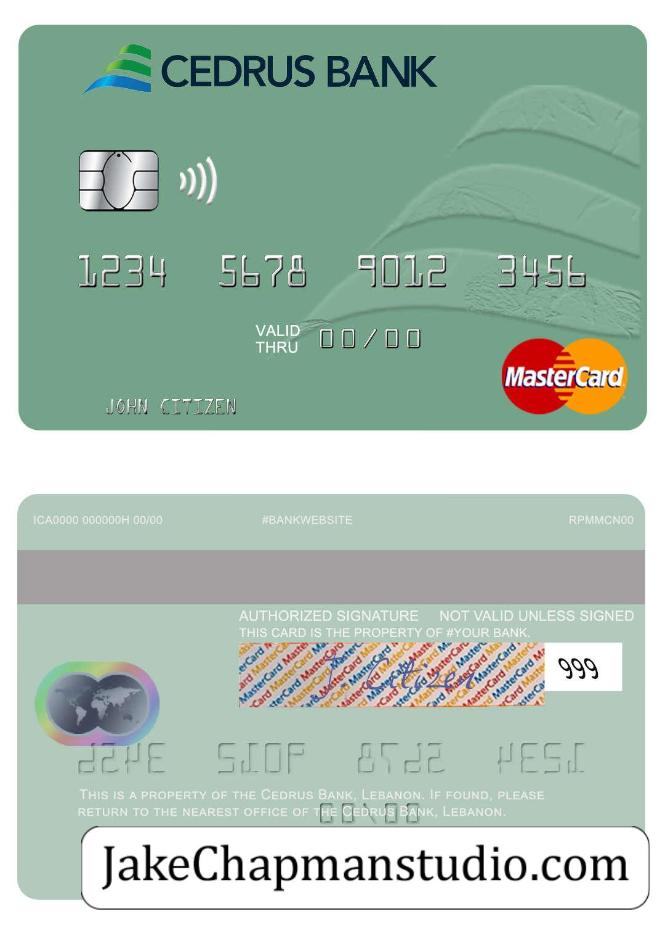 CEDRUS BANK
1234 5678 9012 3456
VALID
THRU 00/00
MasterCard
JOHN CITIZEN
ICA0000 000000H 00/00 #BANKWEBSITE RPMMCN00
AUTHORIZED SIGNATURE NOT VALID UNLESS SIGNED
THIS CARD IS THE PROPERTY OF #YOUR BANK.
J. Citizen
999
THIS IS A PROPERTY OF THE CEDRUS BANK, LEBANON. IF FOUND, PLEASE
RETURN TO THE NEAREST OFFICE OF THE CEDRUS BANK, LEBANON.
JakeChapmanstudio.com